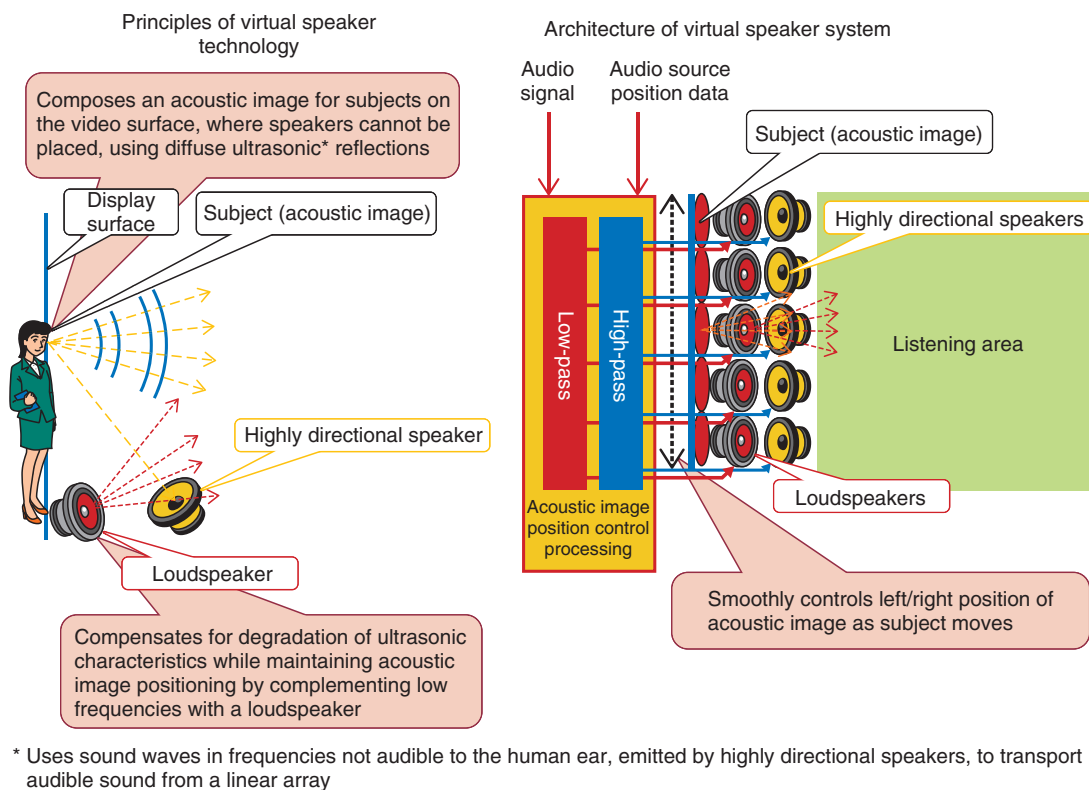 Principles of virtual speaker
technology
Composes an acoustic image for subjects on
the video surface, where speakers cannot be
placed, using diffuse ultrasonic* reflections
Display
surface
Subject (acoustic image)
Highly directional speaker
Loudspeaker
Compensates for degradation of ultrasonic
characteristics while maintaining acoustic
image positioning by complementing low
frequencies with a loudspeaker
Architecture of virtual speaker system
Audio
signal
Audio source
position data
Subject (acoustic image)
Highly directional speakers
Low-pass
High-pass
Listening area
Loudspeakers
Acoustic image
position control
processing
Smoothly controls left/right position of
acoustic image as subject moves
* Uses sound waves in frequencies not audible to the human ear, emitted by highly directional speakers, to transport
audible sound from a linear array